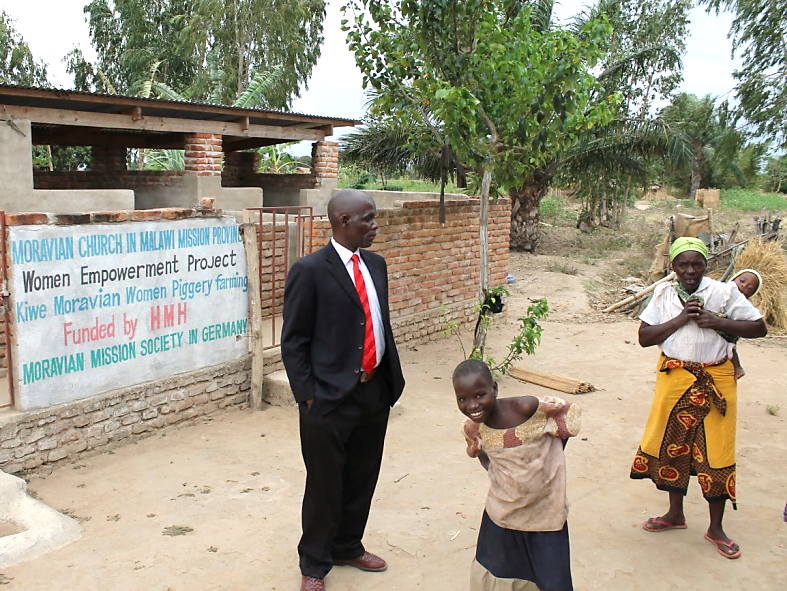 MORAVIAN CHURCH IN MALAWI MISSION PROVIN
Women Empowerment Project
Kiwe Moravian Women Piggery farming
Funded by HMH
MORAVIAN MISSION SOCIETY IN GERMANY